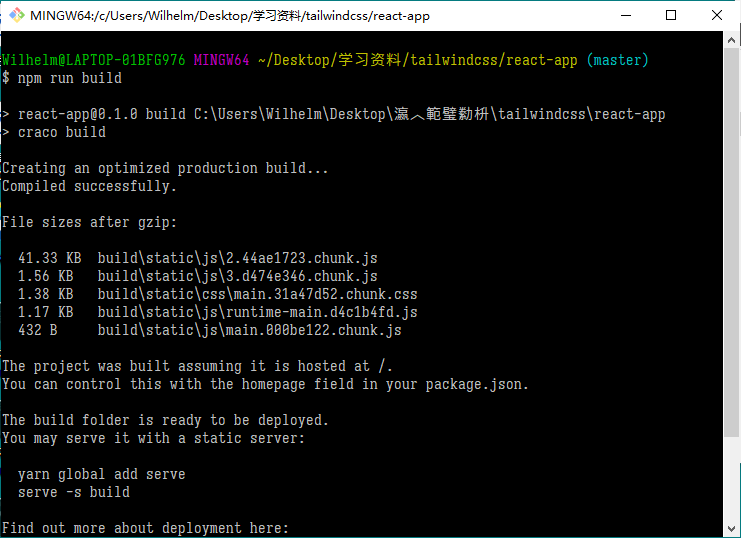 MINGW64:/c/Users/Wilhelm/Desktop/学习资料/tailwindcss/react-app
Wilhelm@LAPTOP-01BFG976 MINGW64 ~/Desktop/学习资料/tailwindcss/react-app (master)
$ npm run build
> react-app@0.1.0 build C:\Users\Wilhelm\Desktop\瀛︿範璧勬枡\tailwindcss\react-app
> craco build
Creating an optimized production build...
Compiled successfully.
File sizes after gzip:
41.33 KB build\static\js\2.44ae1723.chunk.js
1.56 KB build\static\js\3.d474e346.chunk.js
1.38 KB build\static\css\main.31a47d52.chunk.css
1.17 KB build\static\js\runtime-main.d4c1b4fd.js
432 B build\static\js\main.000be122.chunk.js
The project was built assuming it is hosted at /.
You can control this with the homepage field in your package.json.
The build folder is ready to be deployed.
You may serve it with a static server:
yarn global add serve
serve -s build
Find out more about deployment here: